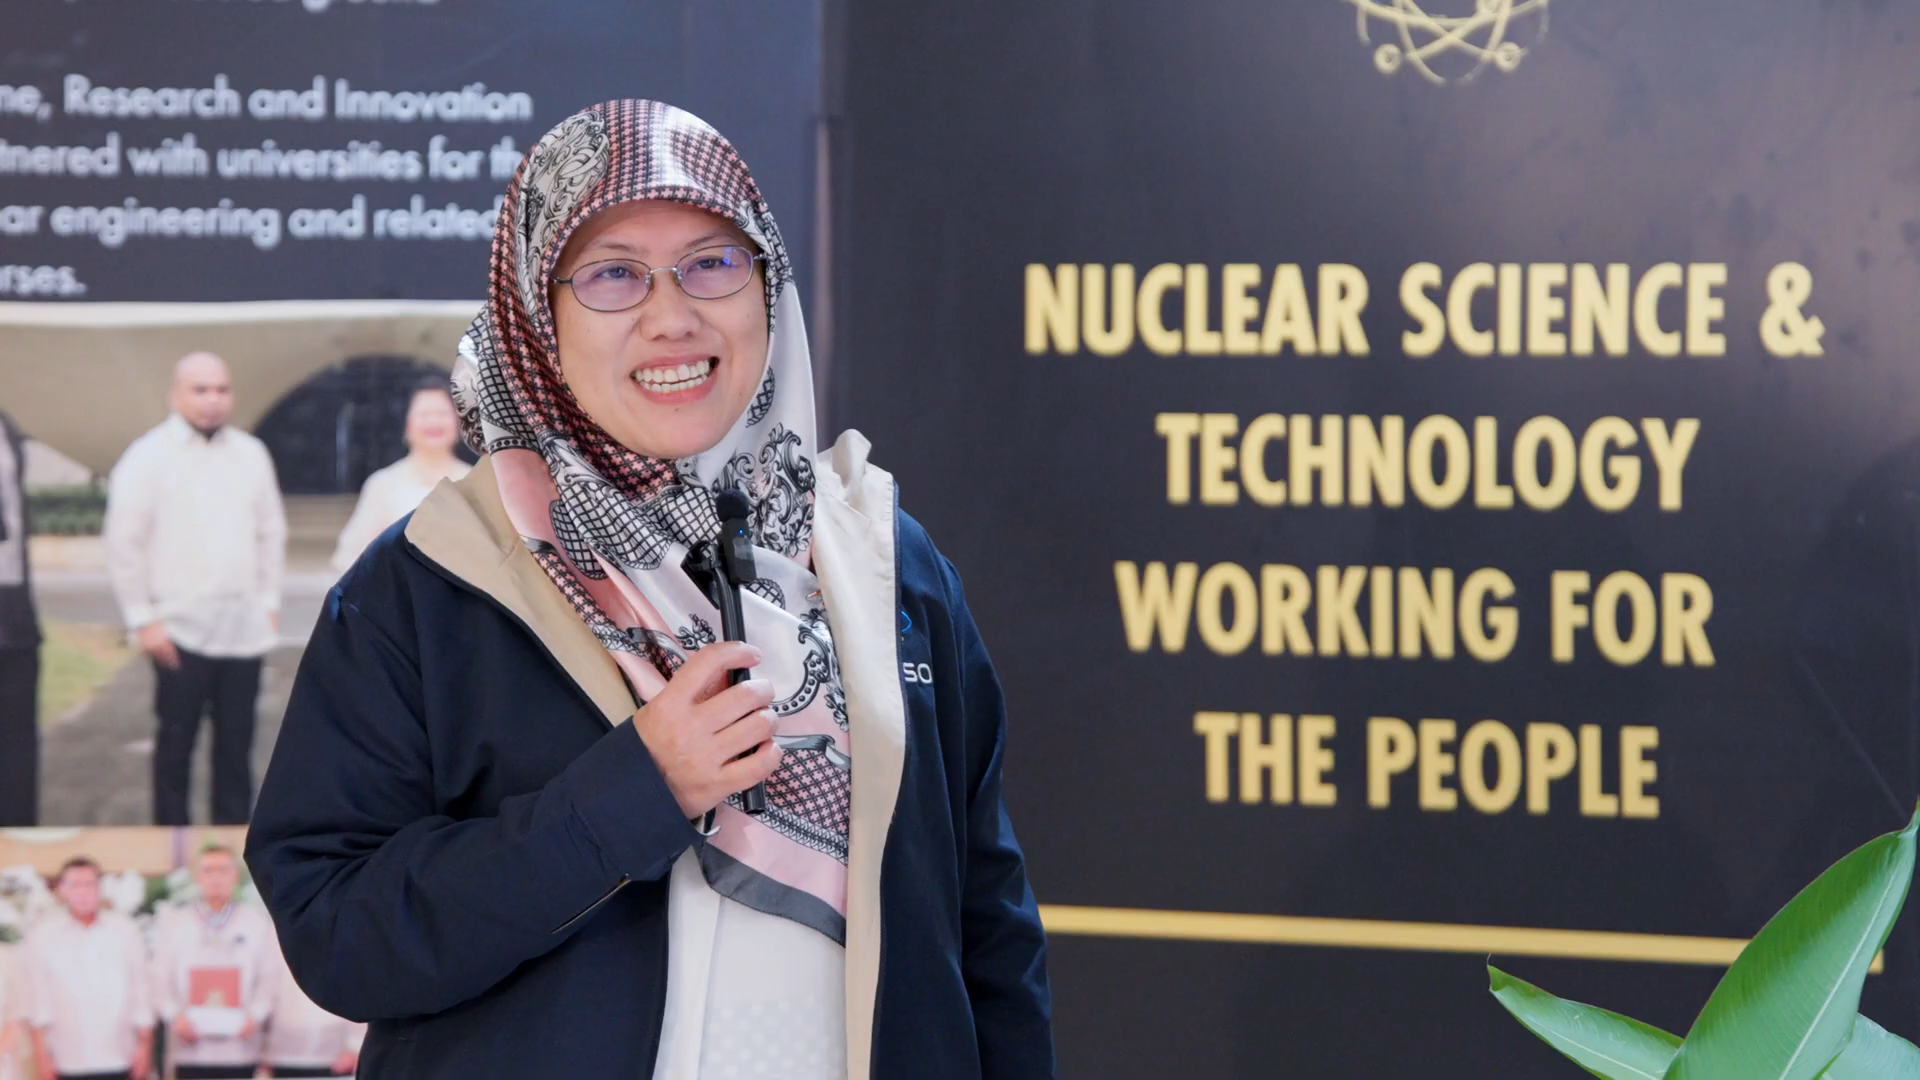 ne, Research and Innovation
tnered with universities for th
ar engineering and related
rses.
NUCLEAR SCIENCE &
TECHNOLOGY
WORKING FOR
THE PEOPLE
SO